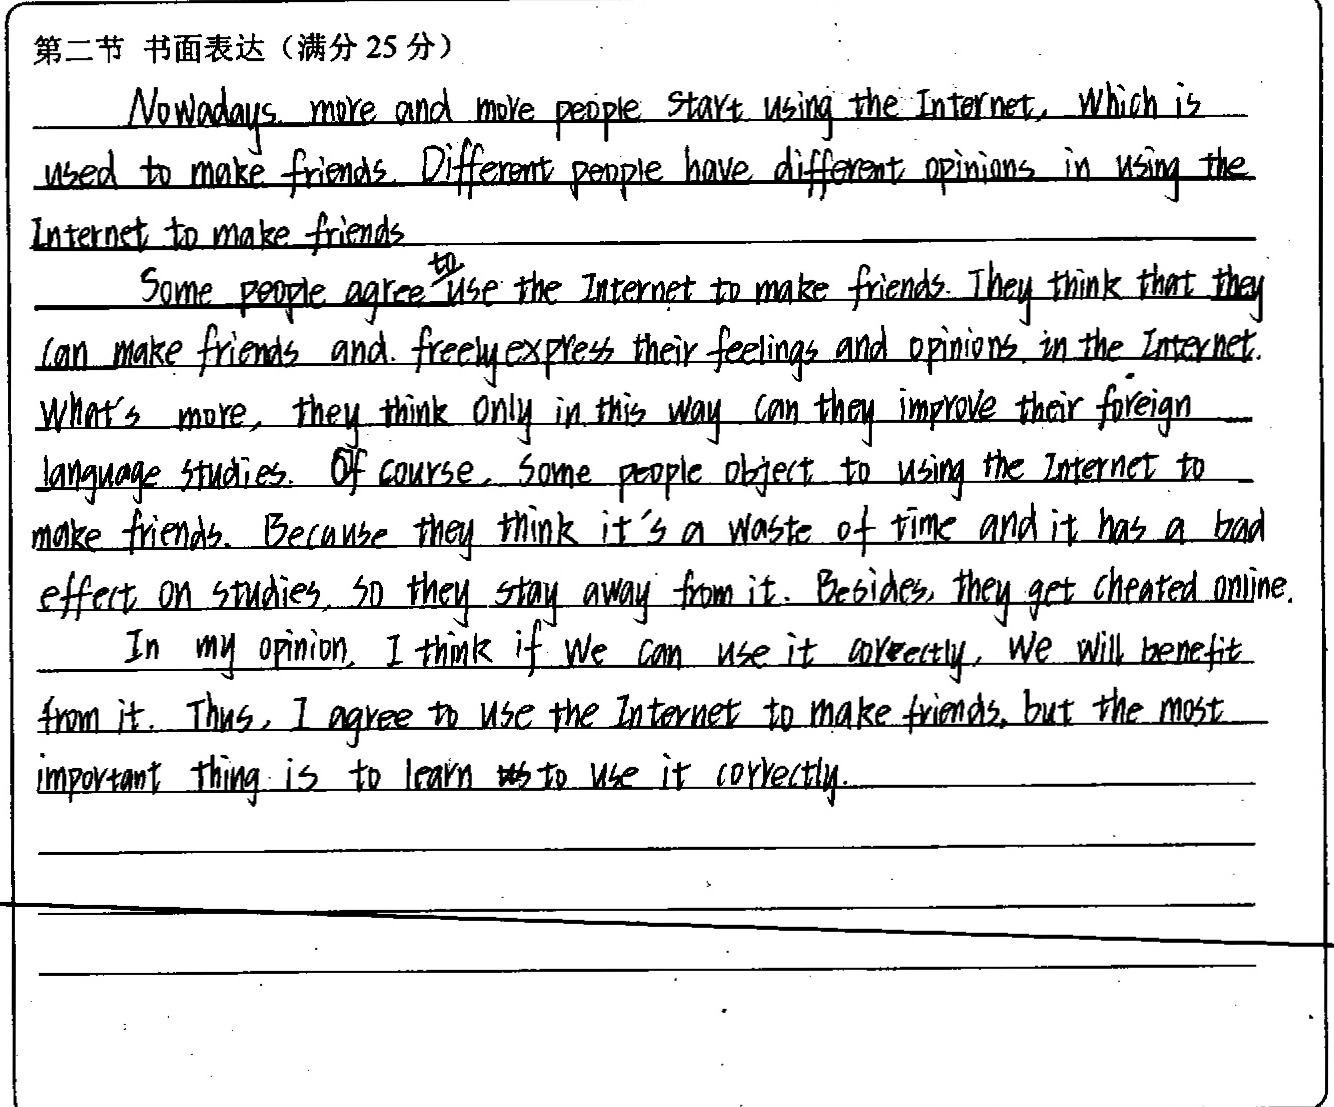 第二节 书面表达（满分 25 分）
Nowadays more and more people start using the Internet, which is
used to make friends. Different people have different opinions in using the
Internet to make friends
Some people agree to use the Internet to make friends. They think that they
can make friends and freely express their feelings and opinions in the Internet.
What's more, they think only in this way can they improve their foreign
language studies. Of course, some people object to using the Internet to
make friends. Because they think it's a waste of time and it has a bad
effect on studies, so they stay away from it. Besides, they get cheated online.
In my opinion, I think if we can use it correctly, we will benefit
from it. Thus, I agree to use the Internet to make friends, but the most
important thing is to learn to use it correctly.